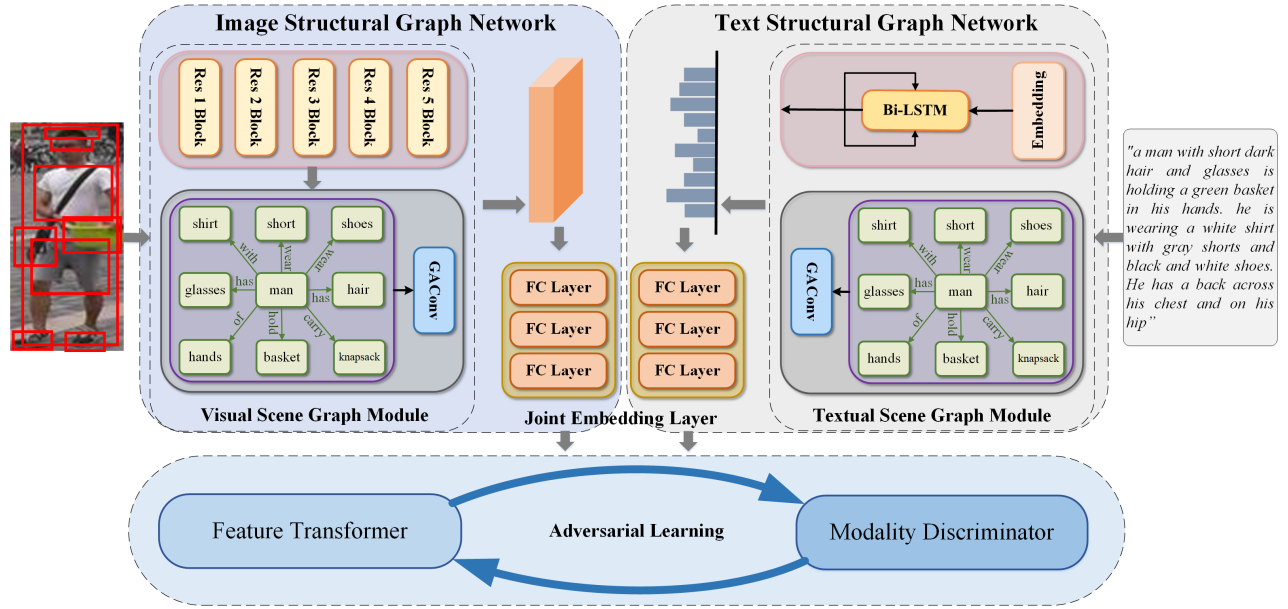 Image Structural Graph Network
Text Structural Graph Network
Res 1 Block
Res 2 Block
Res 3 Block
Res 4 Block
Res 5 Block
Bi-LSTM
Embedding
shirt
short
shoes
with
wear
wear
glasses
has
man
has
hair
of
hold
carry
hands
basket
knapsack
GAConv
Visual Scene Graph Module
FC Layer
FC Layer
FC Layer
FC Layer
FC Layer
FC Layer
Joint Embedding Layer
GAConv
shirt
short
shoes
with
wear
wear
glasses
has
man
has
hair
of
hold
carry
hands
basket
knapsack
Textual Scene Graph Module
"a man with short dark
hair and glasses is
holding a green basket
in his hands. he is
wearing a white shirt
with gray shorts and
black and white shoes.
He has a back across
his chest and on his
hip”
Feature Transformer
Adversarial Learning
Modality Discriminator